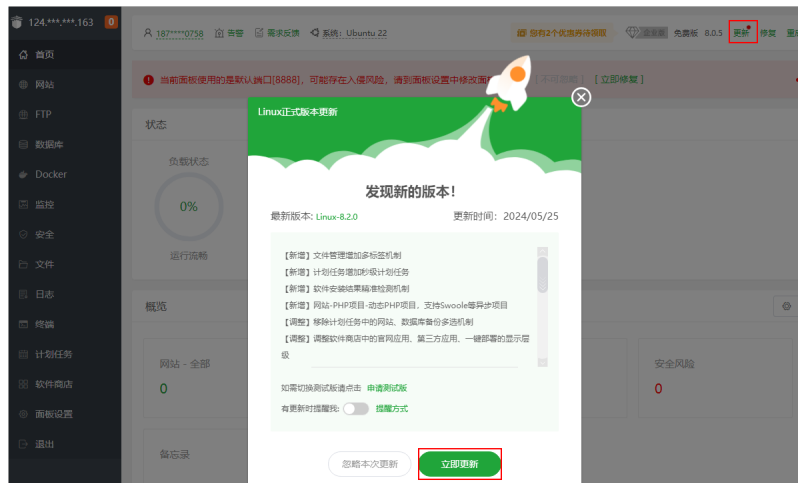 124.***.***.163
0
187****0758
告警
需求反馈
系统: Ubuntu 22
您有2个优惠券待领取
企业版
免费版
8.0.5
更新
修复
首页
网站
FTP
数据库
Docker
监控
安全
文件
日志
终端
计划任务
软件商店
面板设置
退出
当前面板使用的是默认端口[8888]，可能存在入侵风险，请到面板设置中修改面
[不可忽略]
[立即修复]
状态
负载状态
0%
运行流畅
概览
网站 - 全部
0
安全风险
0
备忘录
Linux正式版本更新
发现新的版本!
最新版本: Linux-8.2.0
更新时间: 2024/05/25
【新增】文件管理增加多标签机制
【新增】计划任务增加秒级计划任务
【新增】软件安装结果精准检测机制
【新增】网站-PHP项目-动态PHP项目，支持Swoole等异步项目
【调整】移除计划任务中的网站、数据库备份多选机制
【调整】调整软件商店中的官网应用、第三方应用、一键部署的显示层
级
如需切换测试版请点击 申请测试版
有更新时提醒我:
提醒方式
忽略本次更新
立即更新